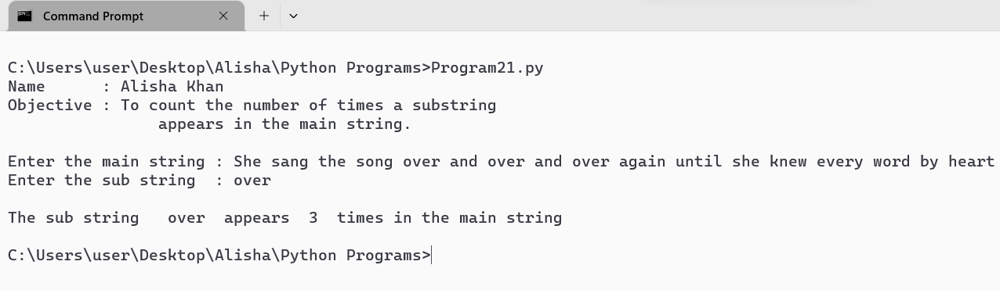 Command Prompt
C:\Users\user\Desktop\Alisha\Python Programs>Program21.py
Name      : Alisha Khan
Objective : To count the number of times a substring
                appears in the main string.
Enter the main string : She sang the song over and over and over again until she knew every word by heart
Enter the sub string  : over
The sub string   over  appears  3  times in the main string
C:\Users\user\Desktop\Alisha\Python Programs>